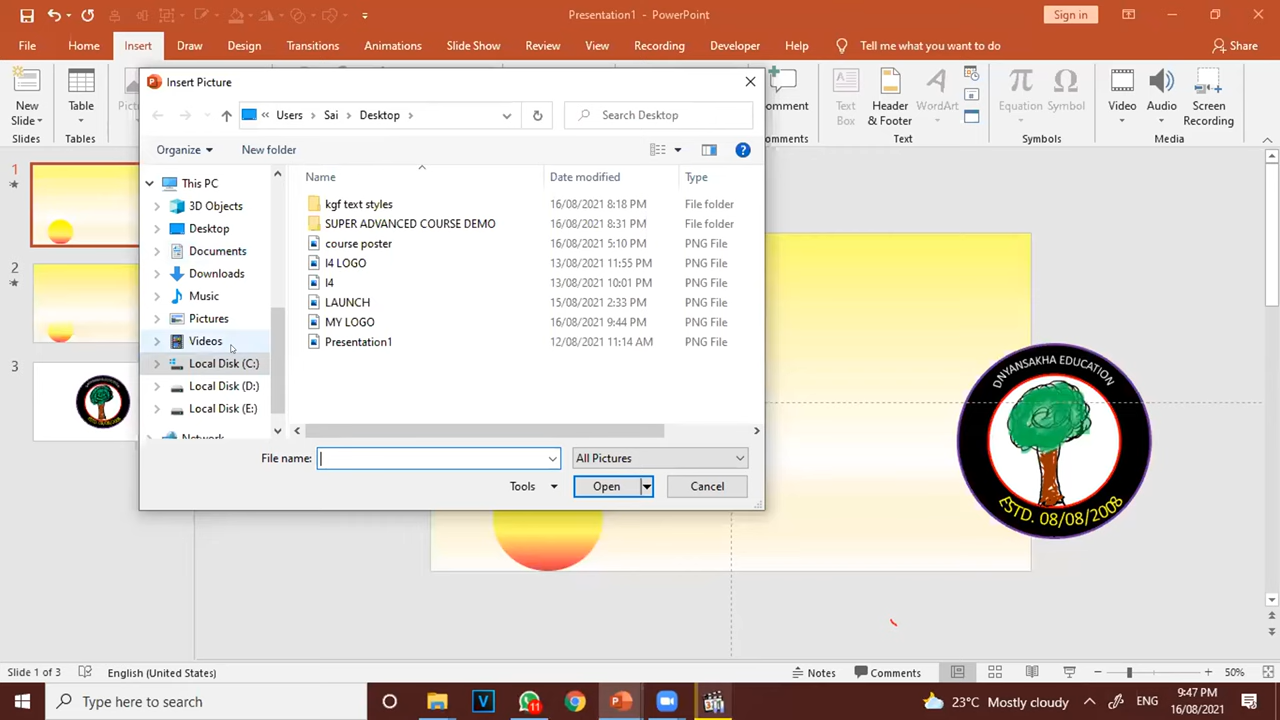 Presentation1 - PowerPoint
Sign in
File Home Insert Draw Design Transitions Animations Slide Show Review View Recording Developer Help Tell me what you want to do Share
New Slide
Table
Comment
Text Box
Header & Footer
WordArt
Equation
Symbol
Video
Audio
Screen Recording
Slides
Tables
Comments
Text
Symbols
Media
Insert Picture
« Users > Sai > Desktop >
Search Desktop
Organize
New folder
Name Date modified Type
This PC
3D Objects
Desktop
Documents
Downloads
Music
Pictures
Videos
Local Disk (C:)
Local Disk (D:)
Local Disk (E:)
Network
kgf text styles 16/08/2021 8:18 PM File folder
SUPER ADVANCED COURSE DEMO 16/08/2021 8:31 PM File folder
course poster 16/08/2021 5:10 PM PNG File
I4 LOGO 13/08/2021 11:55 PM PNG File
I4 13/08/2021 10:01 PM PNG File
LAUNCH 15/08/2021 2:33 PM PNG File
MY LOGO 16/08/2021 9:44 PM PNG File
Presentation1 12/08/2021 11:14 AM PNG File
File name:
All Pictures
Tools
Open
Cancel
1
2
3
DNYANSAKHA EDUCATION
ESTD. 08/08/2008
Slide 1 of 3
English (United States)
Notes
Comments
50%
Type here to search
11
23°C Mostly cloudy
ENG
9:47 PM
16/08/2021